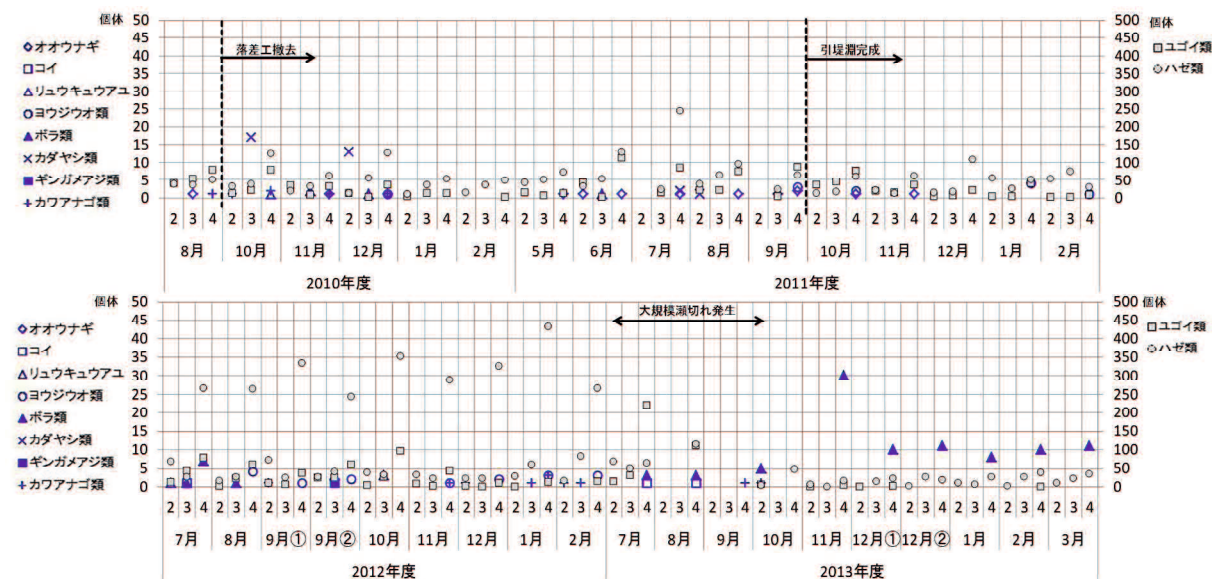 個体
50
45
40
35
30
25
20
15
10
5
0
オオウナギ
コイ
リュウキュウアユ
ヨウジウオ類
ボラ類
カダヤシ類
ギンガメアジ類
カワアナゴ類
落差工撤去
引堤淵完成
500
450
400
350
300
250
200
150
100
50
0
個体
ユゴイ類
ハゼ類
2 3 4 2 3 4 2 3 4 2 3 4 2 3 4 2 3 4 2 3 4 2 3 4 2 3 4 2 3 4 2 3 4 2 3 4 2 3 4 2 3 4 2 3 4 2 3 4
8月 10月 11月 12月 1月 2月 5月 6月 7月 8月 9月 10月 11月 12月 1月 2月
2010年度 2011年度
個体
50
45
40
35
30
25
20
15
10
5
0
オオウナギ
コイ
リュウキュウアユ
ヨウジウオ類
ボラ類
カダヤシ類
ギンガメアジ類
カワアナゴ類
大規模瀬切れ発生
500
450
400
350
300
250
200
150
100
50
0
個体
ユゴイ類
ハゼ類
2 3 4 2 3 4 2 3 4 2 3 4 2 3 4 2 3 4 2 3 4 2 3 4 2 3 4 2 3 4 2 3 4 2 3 4 2 3 4 2 3 4 2 3 4 2 3 4 2 3 4 2 3 4 2 3 4
7月 8月 9月① 9月② 10月 11月 12月 1月 2月 7月 8月 9月 10月 11月 12月① 12月② 1月 2月 3月
2012年度 2013年度